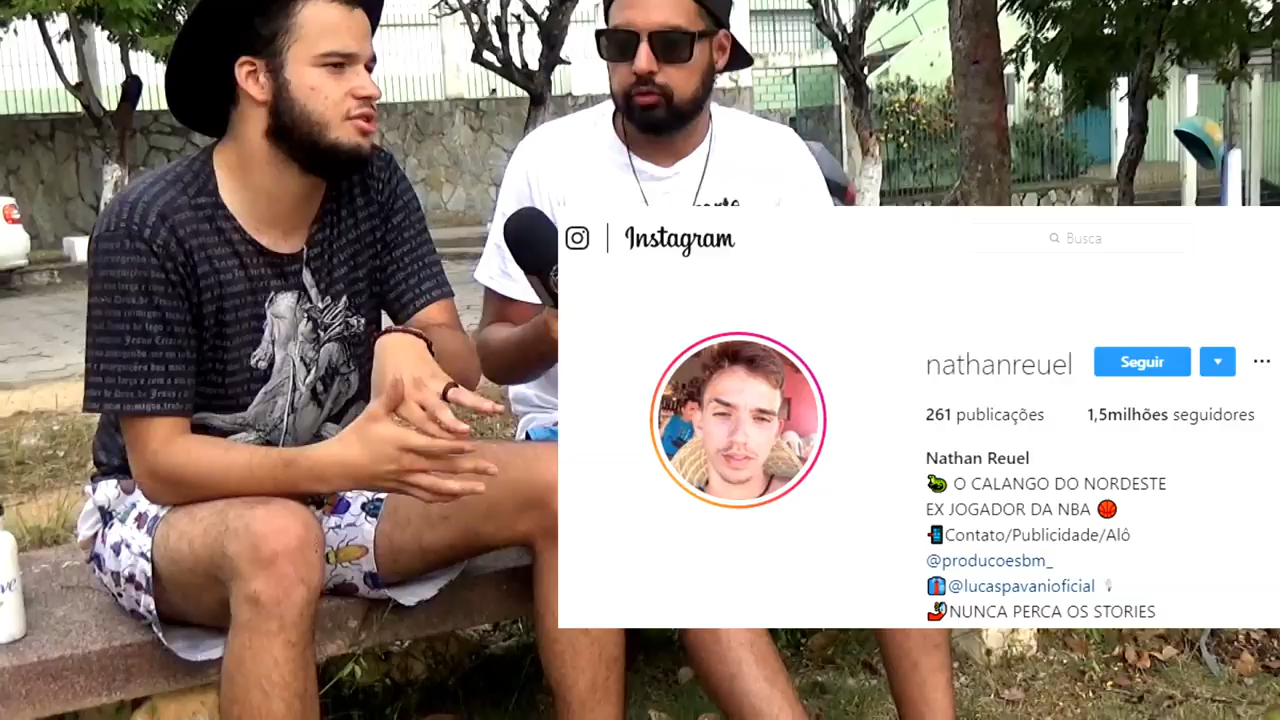 Instagram
Busca
nathanreuel
Seguir
261 publicações
1,5milhões seguidores
Nathan Reuel
O CALANGO DO NORDESTE
EX JOGADOR DA NBA
Contato/Publicidade/Alô
@producoesbm_
@lucaspavanioficial
NUNCA PERCA OS STORIES